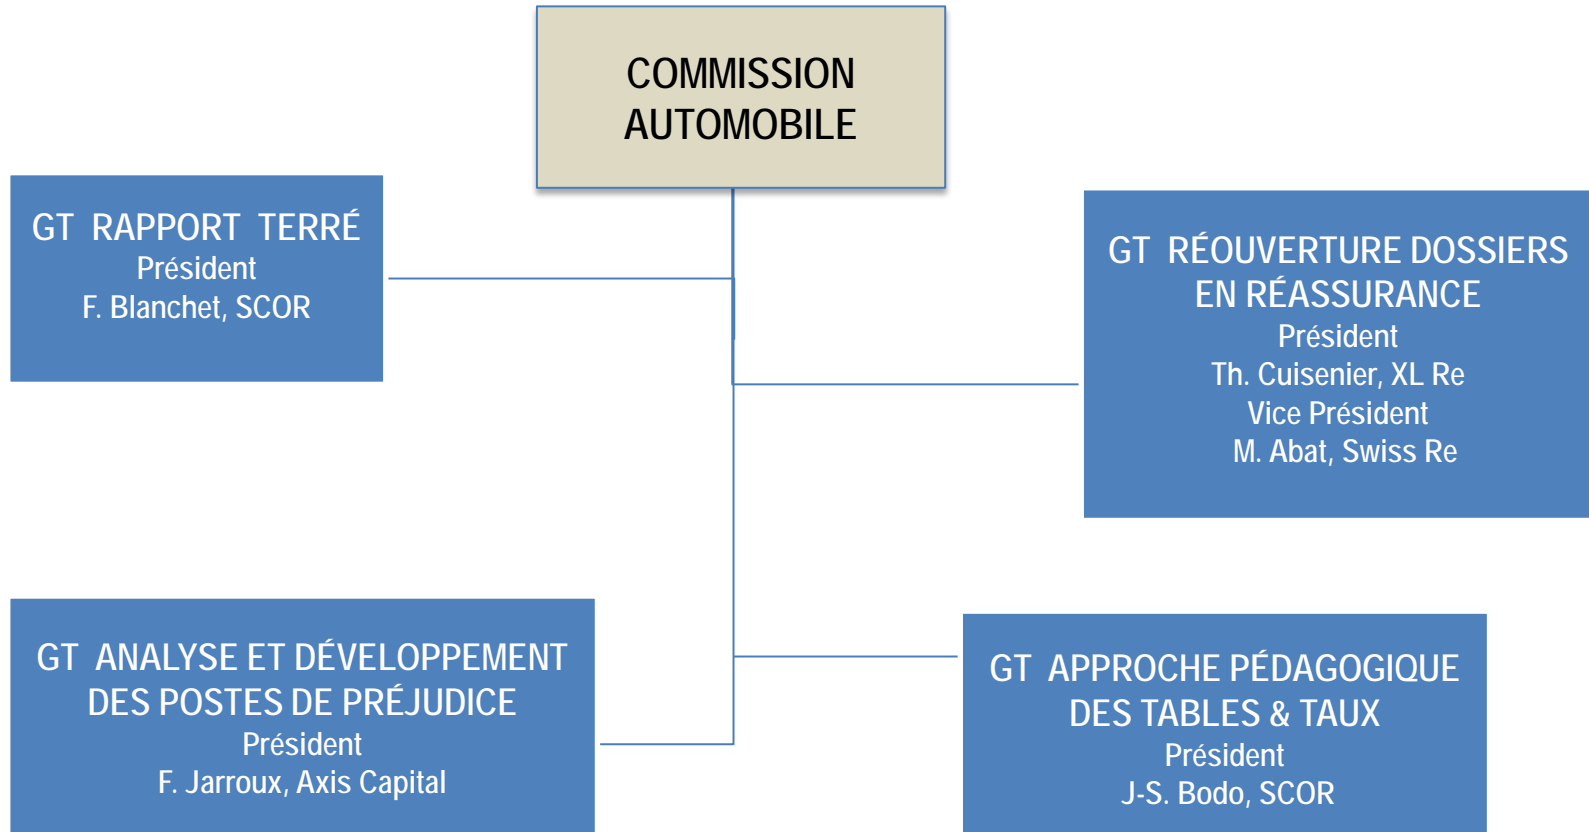 COMMISSION
AUTOMOBILE
GT RAPPORT TERRÉ
Président
F. Blanchet, SCOR
GT RÉOUVERTURE DOSSIERS
EN RÉASSURANCE
Président
Th. Cuisenier, XL Re
Vice Président
M. Abat, Swiss Re
GT ANALYSE ET DÉVELOPPEMENT
DES POSTES DE PRÉJUDICE
Président
F. Jarroux, Axis Capital
GT APPROCHE PÉDAGOGIQUE
DES TABLES & TAUX
Président
J-S. Bodo, SCOR